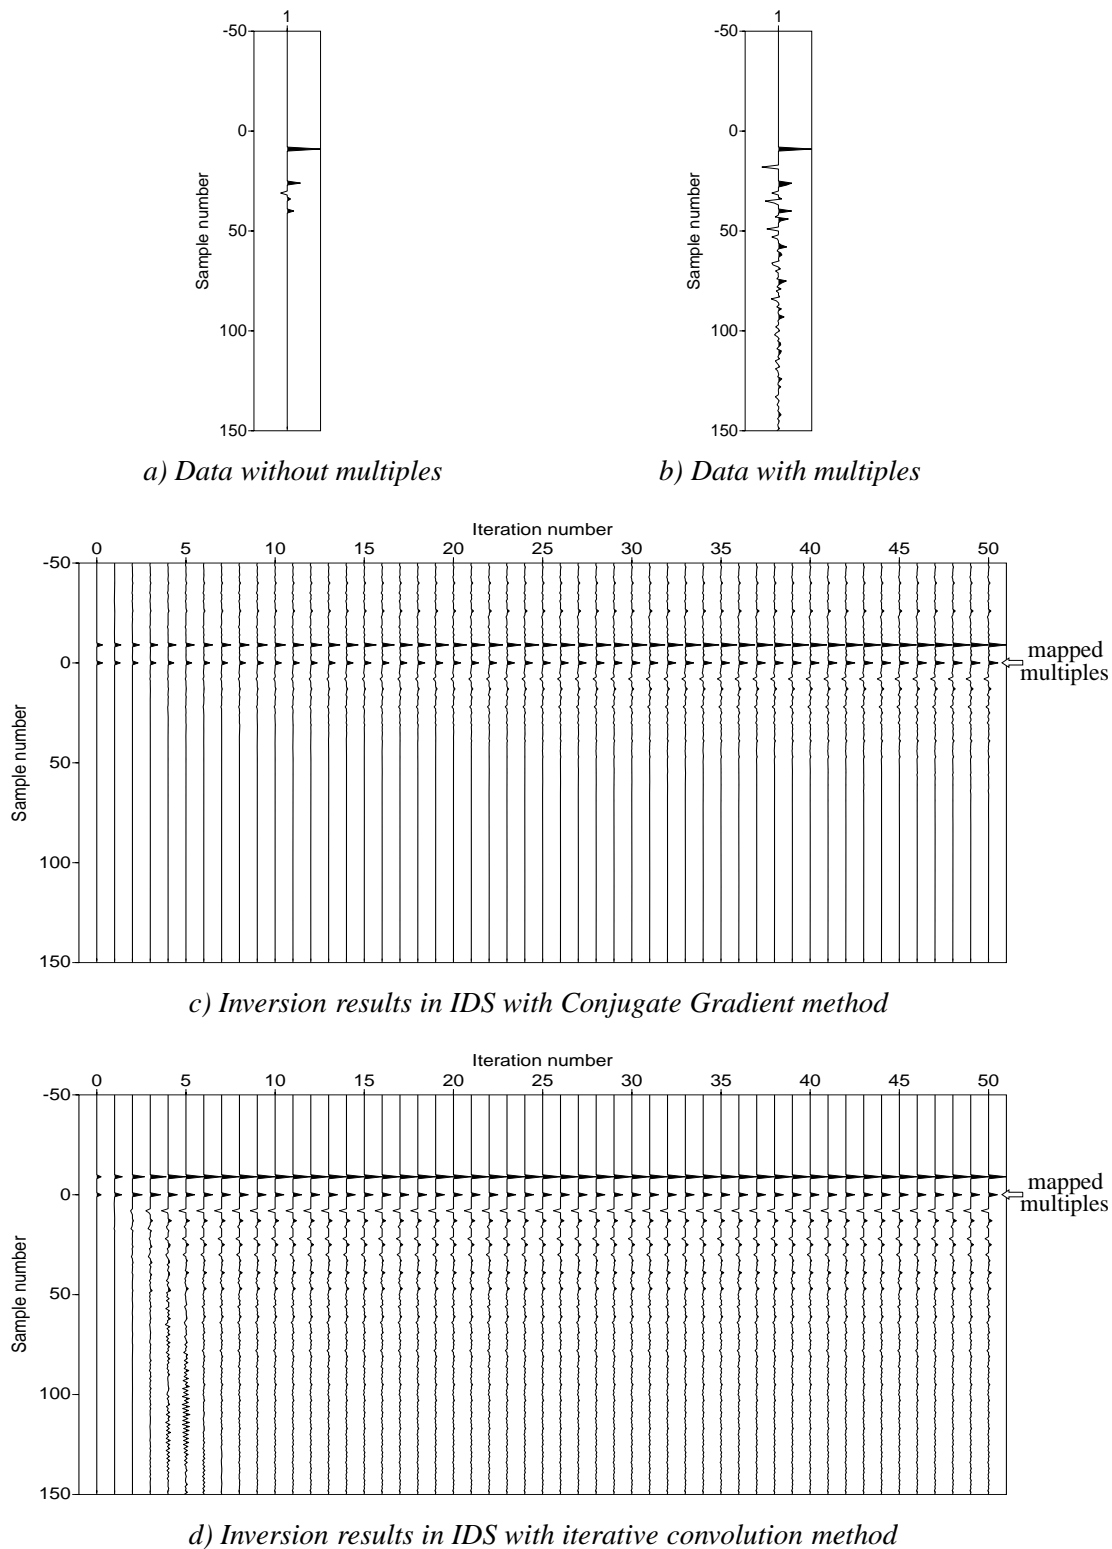 1
1
-50
-50
0
0
50
50
100
100
150
150
Sample number
Sample number
a) Data without multiples
b) Data with multiples
Iteration number
0 5 10 15 20 25 30 35 40 45 50
-50
0
50
100
150
Sample number
mapped
multiples
c) Inversion results in IDS with Conjugate Gradient method
Iteration number
0 5 10 15 20 25 30 35 40 45 50
-50
0
50
100
150
Sample number
mapped
multiples
d) Inversion results in IDS with iterative convolution method